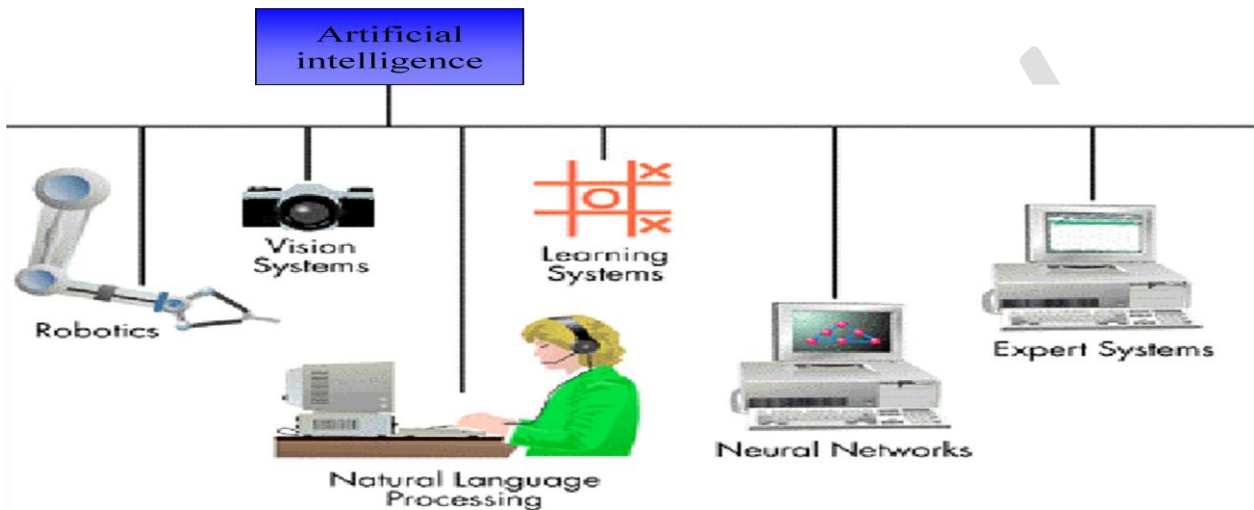 Artificial
intelligence
Vision
Systems
Learning
Systems
Robotics
Expert Systems
Neural Networks
Natural Language
Processing